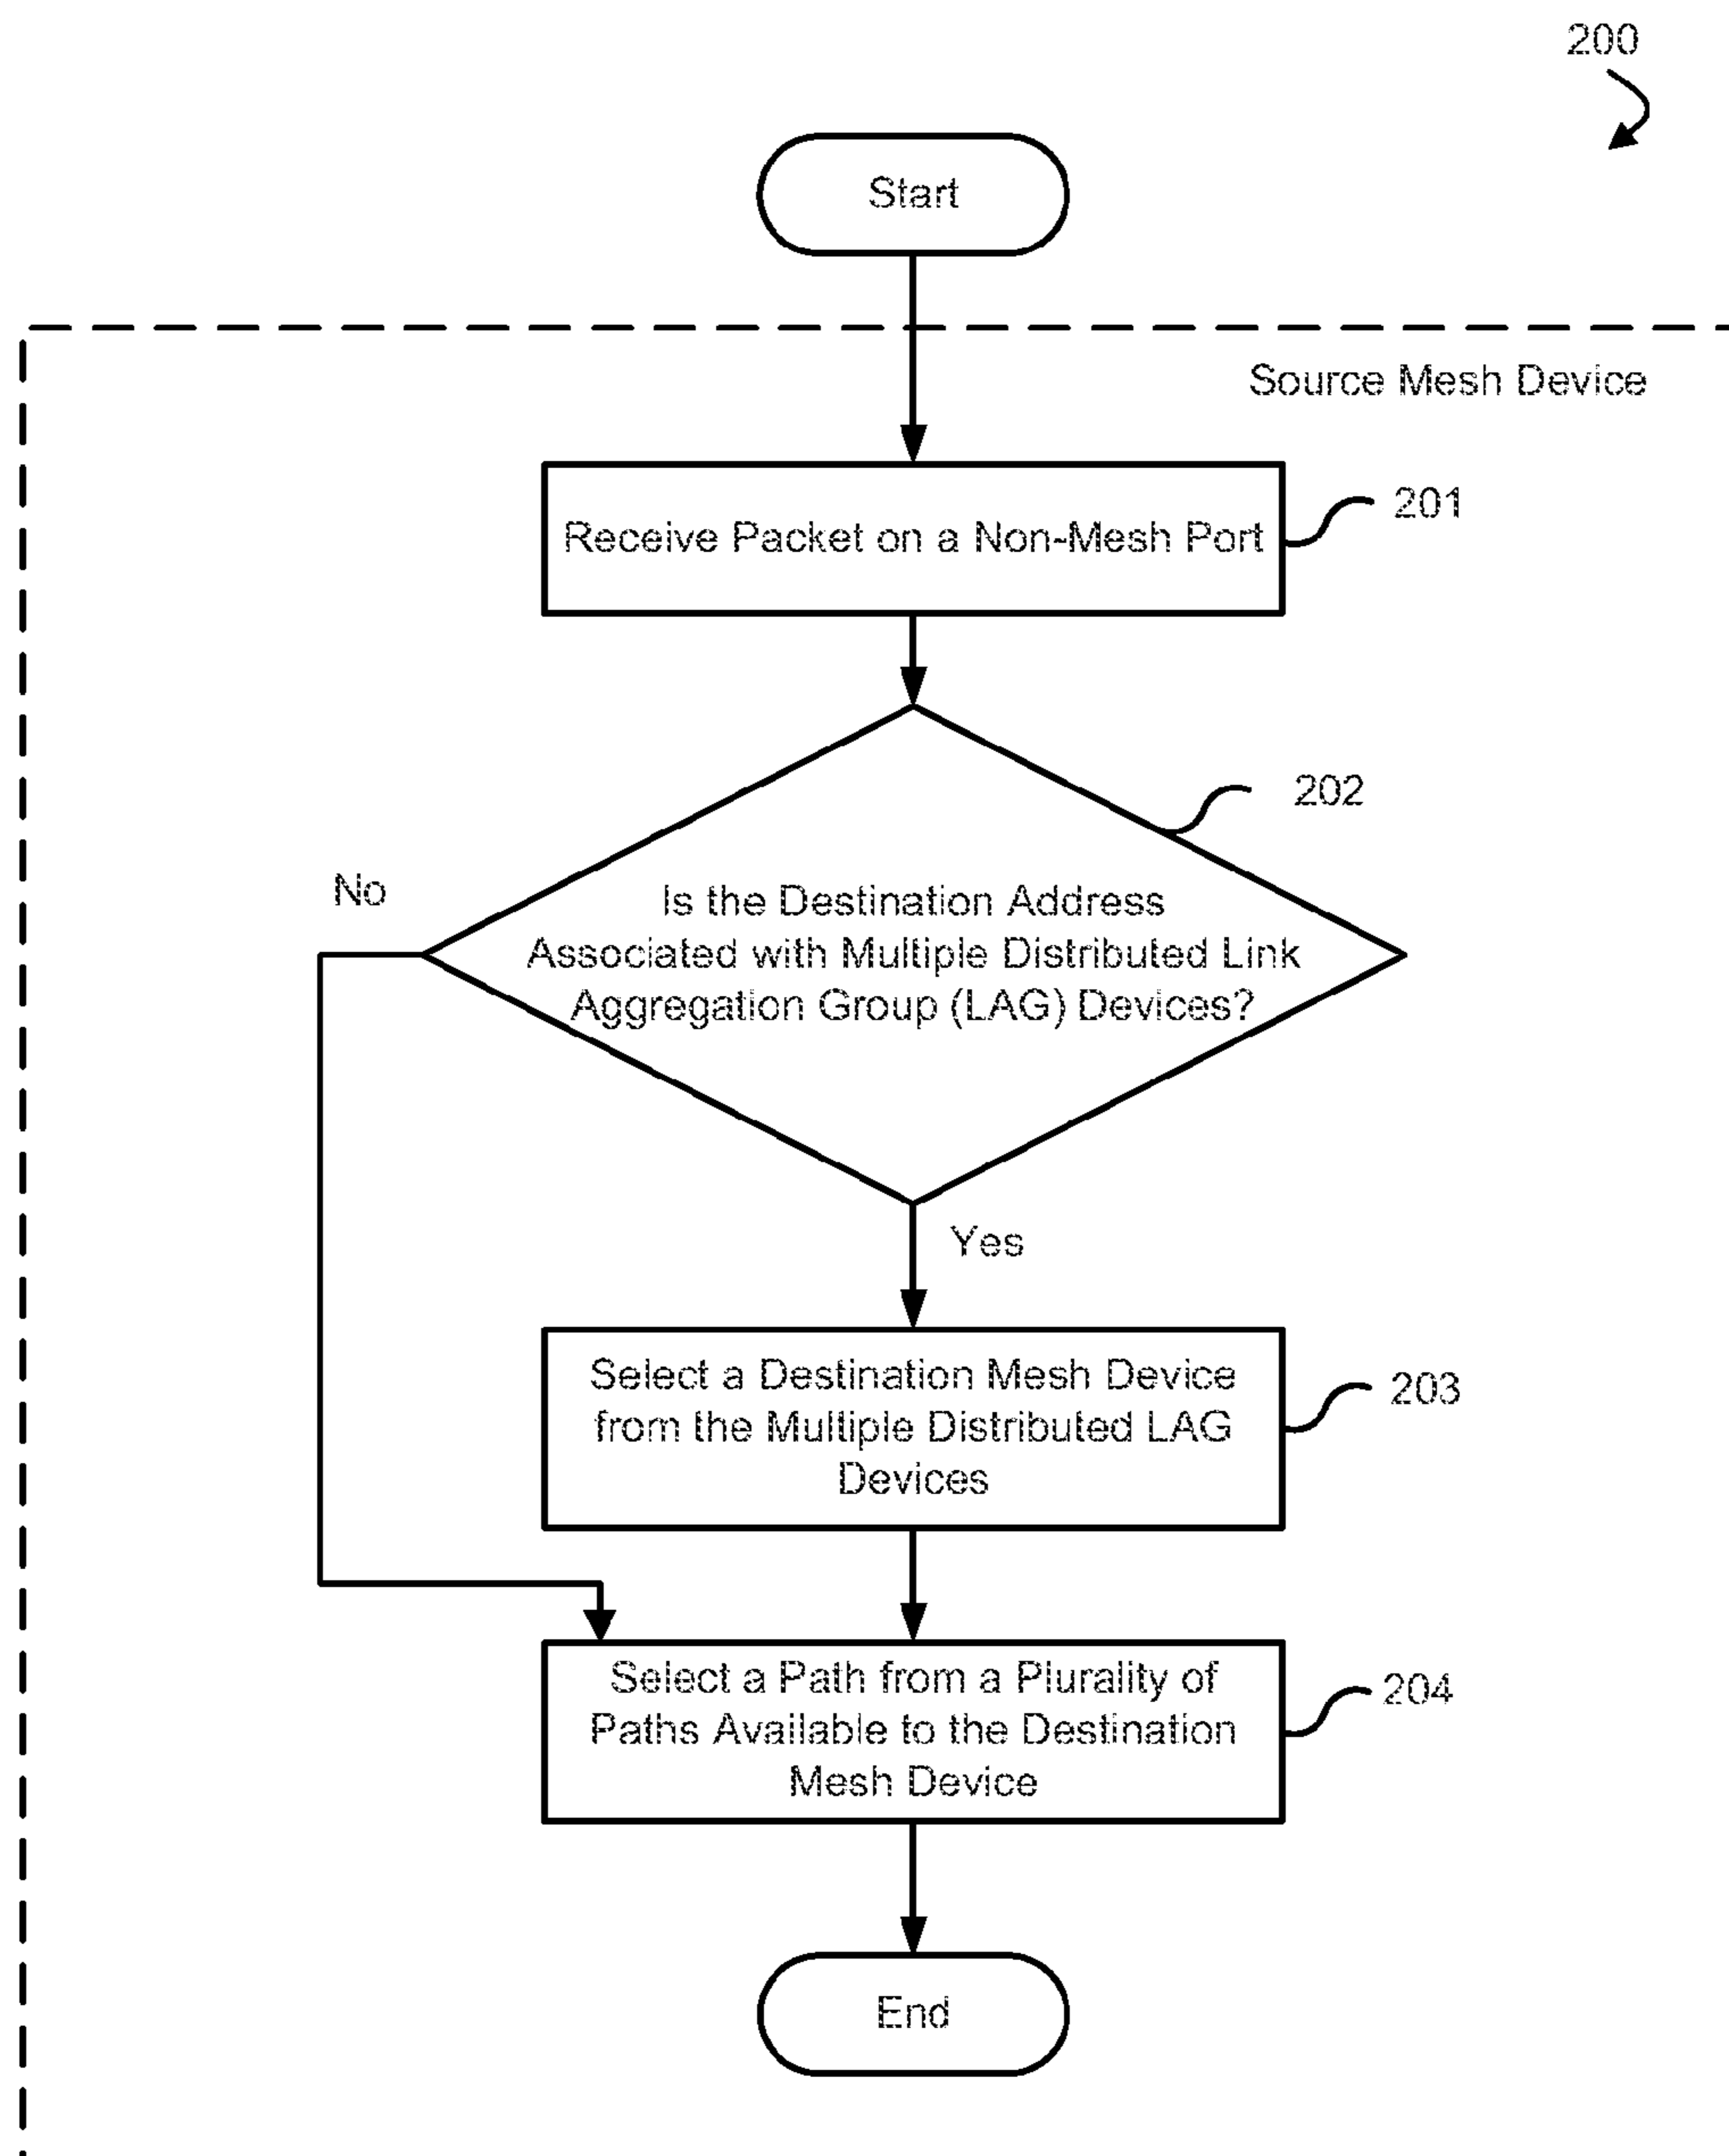 200
Start
Source Mesh Device
Receive Packet on a Non-Mesh Port
201
202
No
Is the Destination Address
Associated with Multiple Distributed Link
Aggregation Group (LAG) Devices?
Yes
Select a Destination Mesh Device
from the Multiple Distributed LAG
Devices
203
Select a Path from a Plurality of
Paths Available to the Destination
Mesh Device
204
End